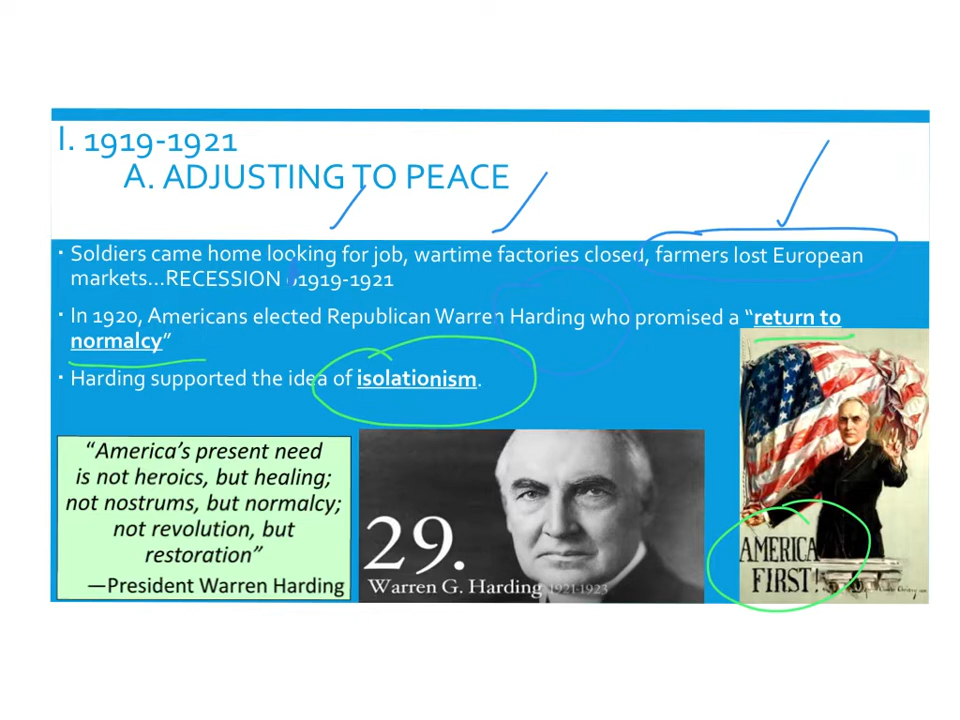 I. 1919-1921
A. ADJUSTING TO PEACE
· Soldiers came home looking for job, wartime factories closed, farmers lost European
markets...RECESSION 1919-1921
· In 1920, Americans elected Republican Warren Harding who promised a “return to
normalcy”
· Harding supported the idea of isolationism.
“America’s present need
is not heroics, but healing;
not nostrums, but normalcy;
not revolution, but
restoration”
—President Warren Harding
29.
Warren G. Harding 1921-1923
AMERICA
FIRST!